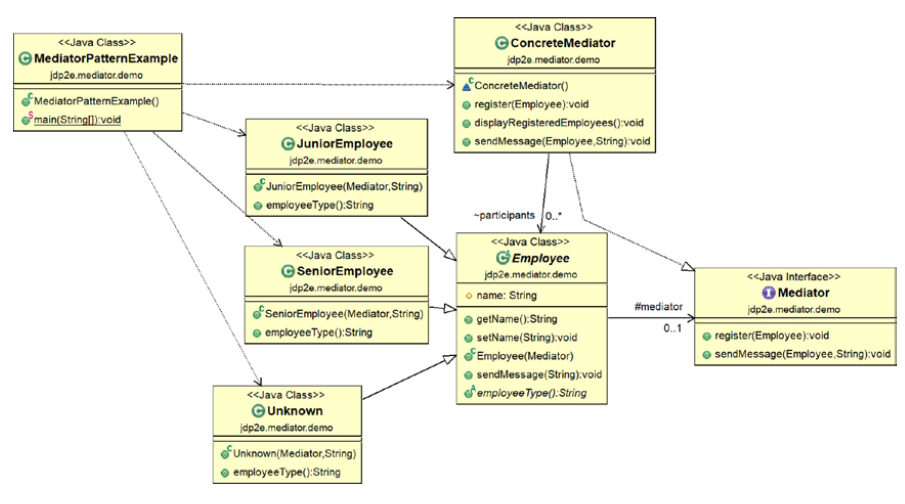 <<Java Class>>
MediatorPatternExample
jdp2e.mediator.demo
MediatorPatternExample()
main(String[]):void
<<Java Class>>
ConcreteMediator
jdp2e.mediator.demo
ConcreteMediator()
register(Employee):void
displayRegisteredEmployees():void
sendMessage(Employee,String):void
<<Java Class>>
JuniorEmployee
jdp2e.mediator.demo
JuniorEmployee(Mediator,String)
employeeType():String
~participants 0..*
<<Java Class>>
SeniorEmployee
jdp2e.mediator.demo
SeniorEmployee(Mediator,String)
employeeType():String
<<Java Class>>
Employee
jdp2e.mediator.demo
name: String
getName():String
setName(String):void
Employee(Mediator)
sendMessage(String):void
employeeType():String
#mediator
0..1
<<Java Interface>>
Mediator
jdp2e.mediator.demo
register(Employee):void
sendMessage(Employee,String):void
<<Java Class>>
Unknown
jdp2e.mediator.demo
Unknown(Mediator,String)
employeeType():String